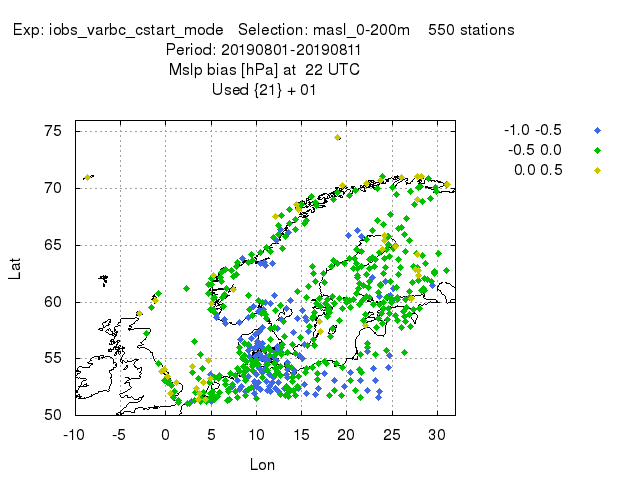 Exp: iobs_varbc_cstart_mode   Selection: masl_0-200m    550 stations
Period: 20190801-20190811
Mslp bias [hPa] at  22 UTC
Used {21} + 01
-1.0 -0.5
-0.5 0.0
0.0 0.5
75
70
65
60
55
50
Lat
-10 -5 0 5 10 15 20 25 30
Lon